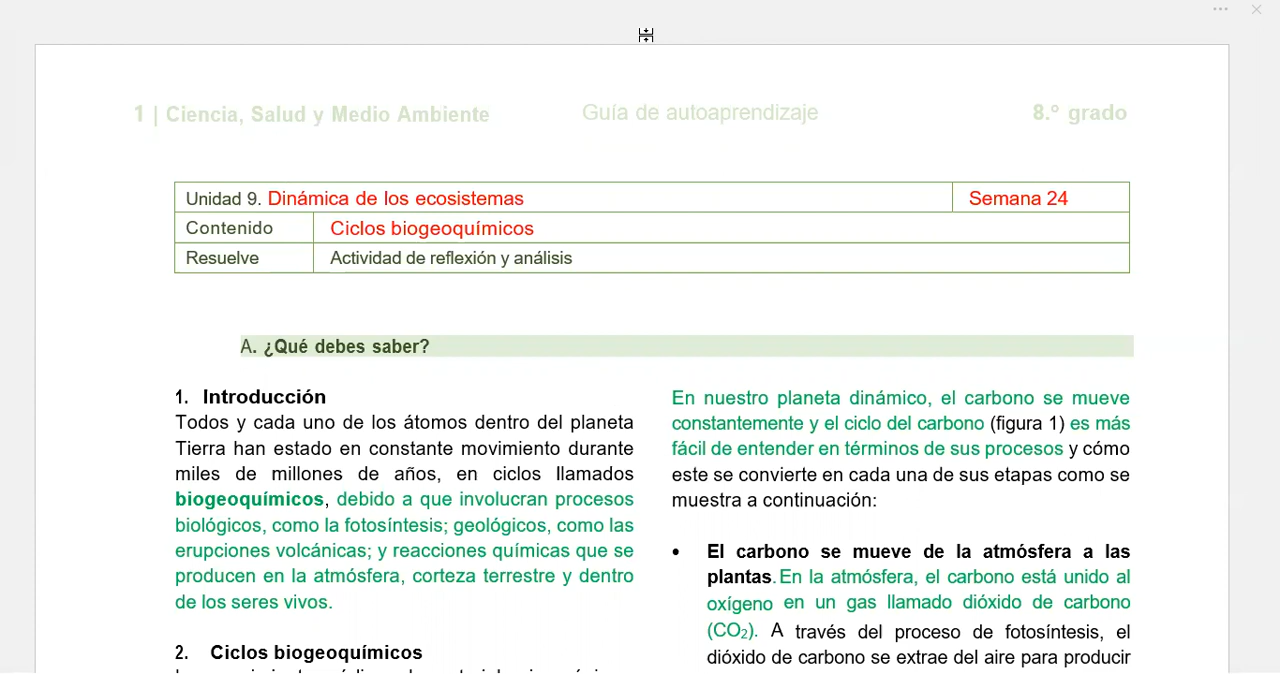 1 | Ciencia, Salud y Medio Ambiente Guía de autoaprendizaje 8.° grado
Unidad 9. Dinámica de los ecosistemas Semana 24
Contenido Ciclos biogeoquímicos
Resuelve Actividad de reflexión y análisis
A. ¿Qué debes saber?
1. Introducción
Todos y cada uno de los átomos dentro del planeta
Tierra han estado en constante movimiento durante
miles de millones de años, en ciclos llamados
biogeoquímicos, debido a que involucran procesos
biológicos, como la fotosíntesis; geológicos, como las
erupciones volcánicas; y reacciones químicas que se
producen en la atmósfera, corteza terrestre y dentro
de los seres vivos.
2. Ciclos biogeoquímicos
En nuestro planeta dinámico, el carbono se mueve
constantemente y el ciclo del carbono (figura 1) es más
fácil de entender en términos de sus procesos y cómo
este se convierte en cada una de sus etapas como se
muestra a continuación:
• El carbono se mueve de la atmósfera a las
plantas. En la atmósfera, el carbono está unido al
oxígeno en un gas llamado dióxido de carbono
(CO₂). A través del proceso de fotosíntesis, el
dióxido de carbono se extrae del aire para producir